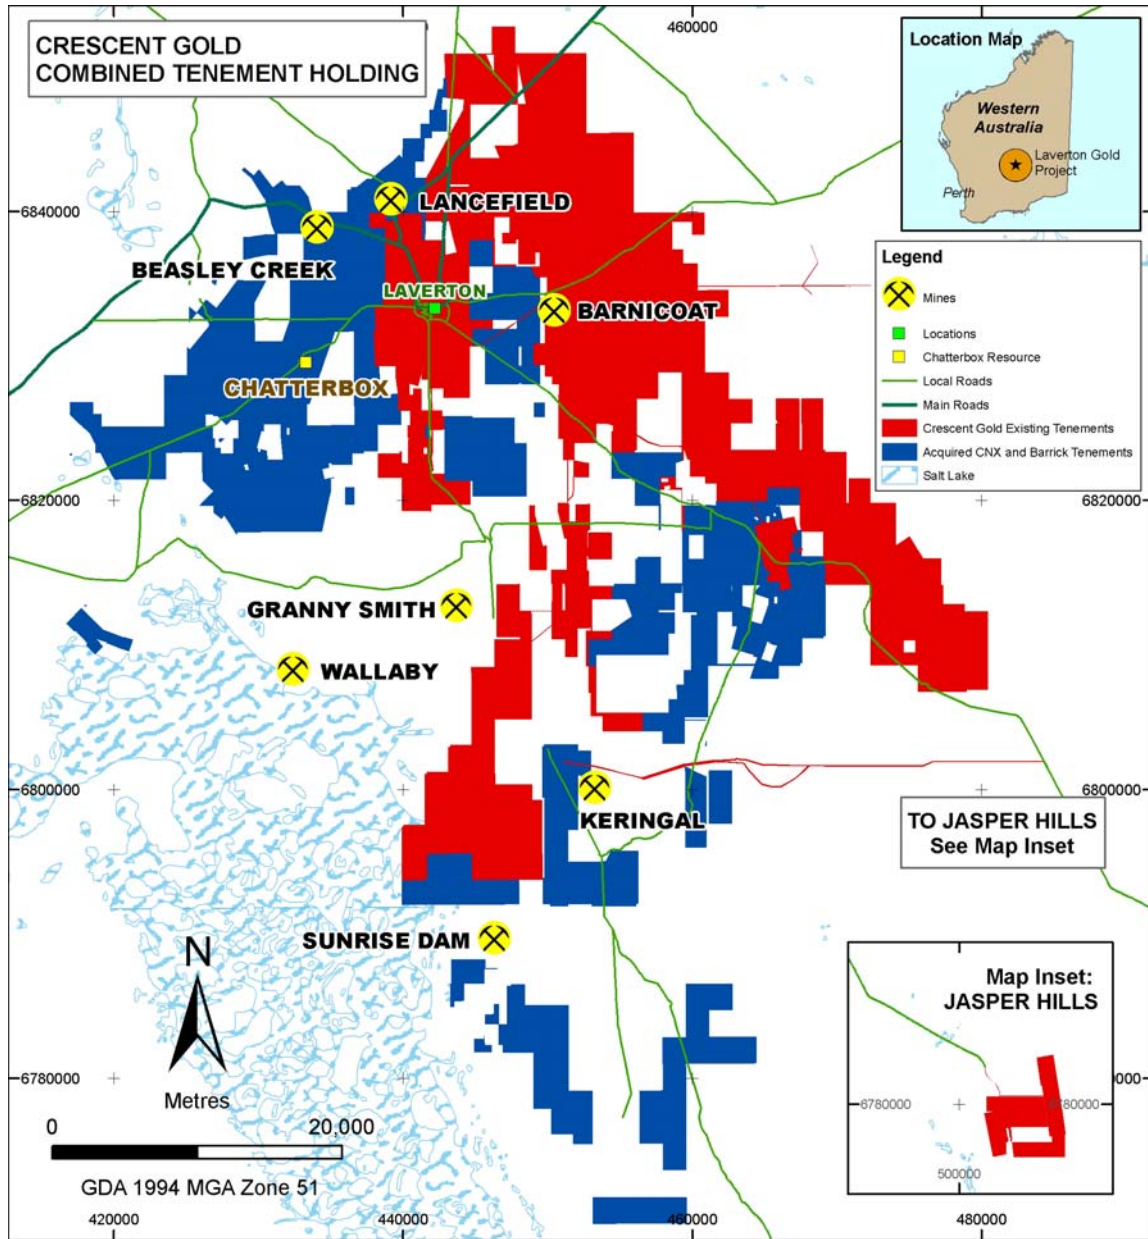 CRESCENT GOLD
COMBINED TENEMENT HOLDING
460000
Location Map
Western
Australia
Laverton Gold
Project
Perth
6840000
LANCEFIELD
BEASLEY CREEK
LAVERTON
BARNICOAT
CHATTERBOX
Legend
Mines
Locations
Chatterbox Resource
Local Roads
Main Roads
Crescent Gold Existing Tenements
Acquired CNX and Barrick Tenements
Salt Lake
6820000
6820000
GRANNY SMITH
WALLABY
6800000
6800000
KERINGAL
TO JASPER HILLS
See Map Inset
SUNRISE DAM
N
Map Inset:
JASPER HILLS
6780000
6780000
6780000
500000
Metres
0
20,000
GDA 1994 MGA Zone 51
420000
440000
460000
480000